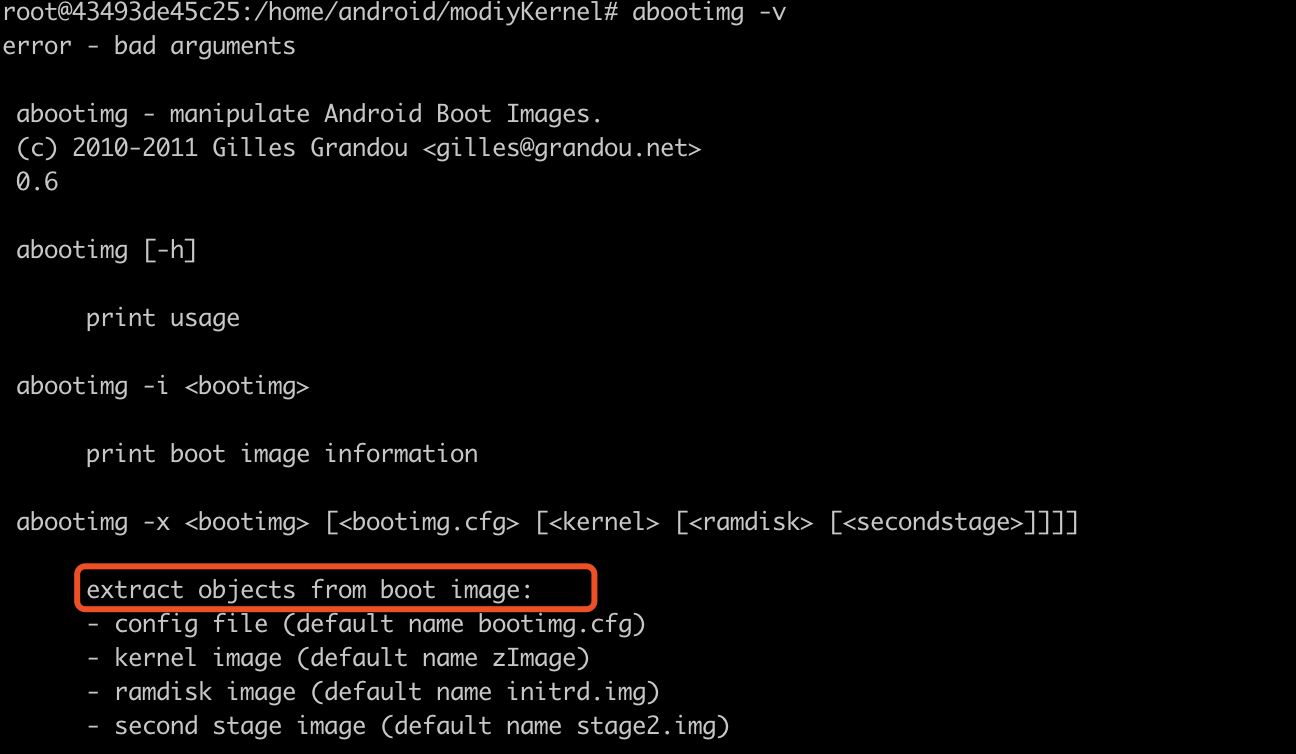 root@43493de45c25:/home/android/modiyKernel# abootimg -v
error - bad arguments
abootimg - manipulate Android Boot Images.
(c) 2010-2011 Gilles Grandou <gilles@grandou.net>
0.6
abootimg [-h]
print usage
abootimg -i <bootimg>
print boot image information
abootimg -x <bootimg> [<bootimg.cfg> [<kernel> [<ramdisk> [<secondstage>]]]]
extract objects from boot image:
- config file (default name bootimg.cfg)
- kernel image (default name zImage)
- ramdisk image (default name initrd.img)
- second stage image (default name stage2.img)